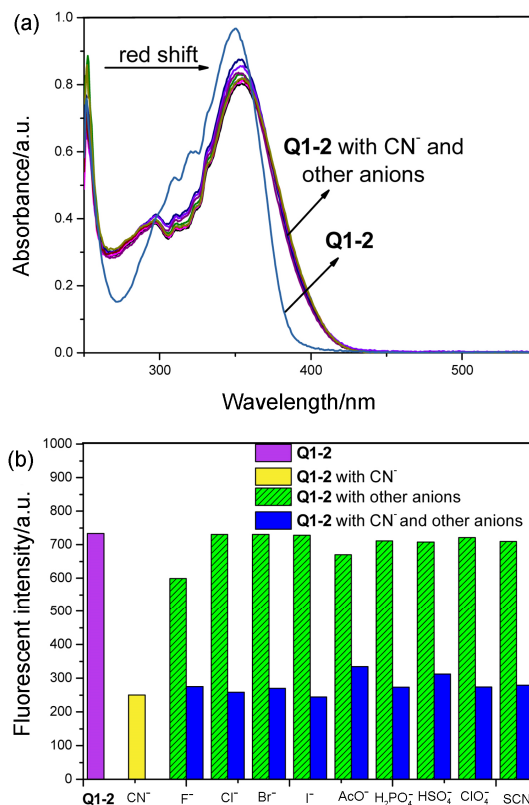 (a)
1.0
0.8
0.6
0.4
0.2
0.0
Absorbance/a.u.
red shift
Q1-2 with CN⁻ and
other anions
Q1-2
300
400
500
Wavelength/nm
(b)
1000
900
800
700
600
500
400
300
200
100
0
Fluorescent intensity/a.u.
Q1-2
Q1-2 with CN⁻
Q1-2 with other anions
Q1-2 with CN⁻ and other anions
Q1-2 CN⁻ F⁻ Cl⁻ Br⁻ I⁻ AcO⁻ H₂PO₄⁻ HSO₄⁻ ClO₄⁻ SCN